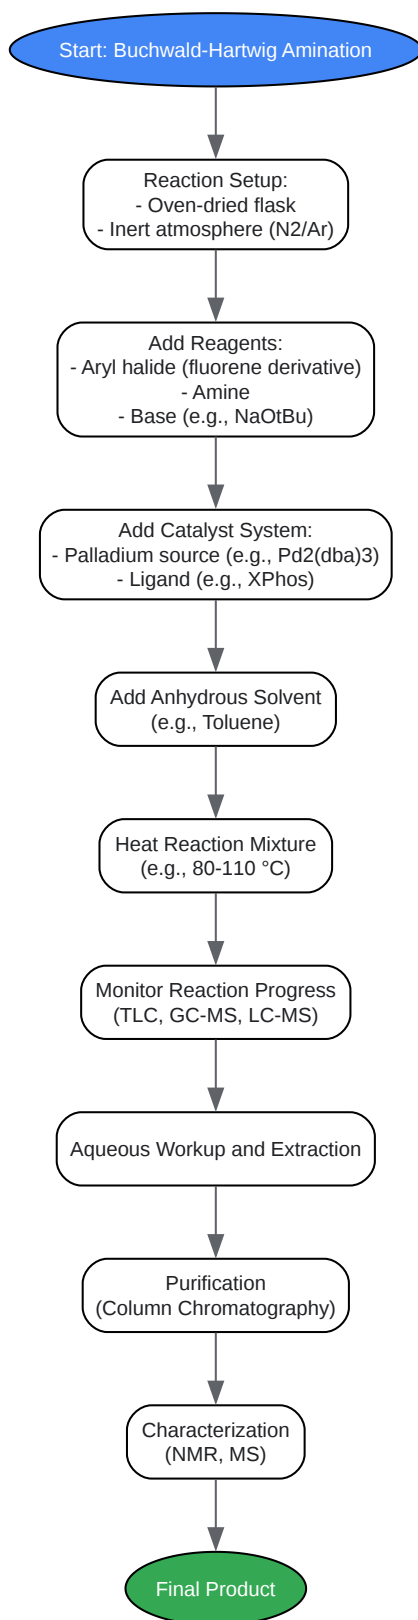 Start: Buchwald-Hartwig Amination
Reaction Setup:
- Oven-dried flask
- Inert atmosphere (N2/Ar)
Add Reagents:
- Aryl halide (fluorene derivative)
- Amine
- Base (e.g., NaOtBu)
Add Catalyst System:
- Palladium source (e.g., Pd2(dba)3)
- Ligand (e.g., XPhos)
Add Anhydrous Solvent
(e.g., Toluene)
Heat Reaction Mixture
(e.g., 80-110 °C)
Monitor Reaction Progress
(TLC, GC-MS, LC-MS)
Aqueous Workup and Extraction
Purification
(Column Chromatography)
Characterization
(NMR, MS)
Final Product